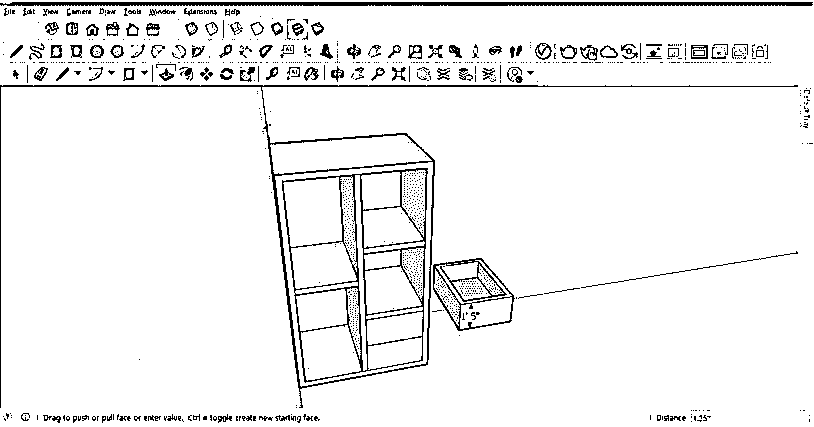 File Edit View Camera Draw Tools Window Extensions Help
Default Tray
1' 5"
Drag to push or pull face or enter value. Ctrl = toggle create new starting face.
Distance 1.25"